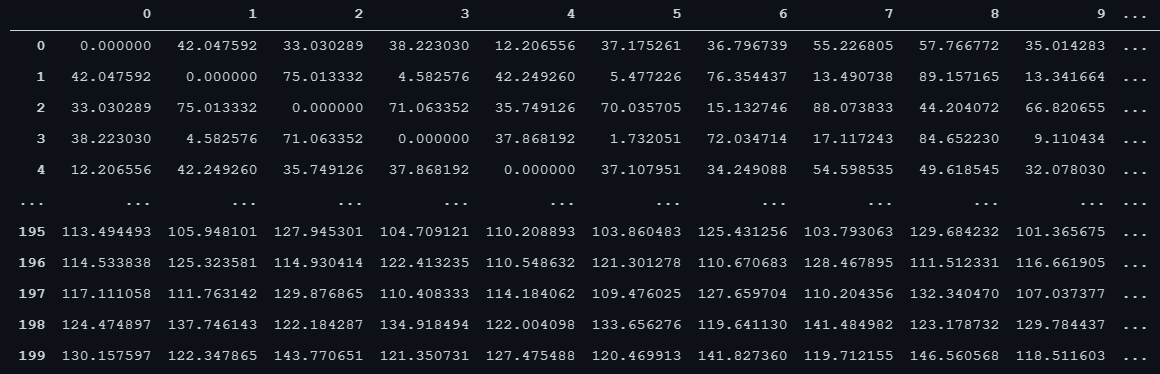 0 1 2 3 4 5 6 7 8 9 ...
0 0.000000 42.047592 33.030289 38.223030 12.206556 37.175261 36.796739 55.226805 57.766772 35.014283 ...
1 42.047592 0.000000 75.013332 4.582576 42.249260 5.477226 76.354437 13.490738 89.157165 13.341664 ...
2 33.030289 75.013332 0.000000 71.063352 35.749126 70.035705 15.132746 88.073833 44.204072 66.820655 ...
3 38.223030 4.582576 71.063352 0.000000 37.868192 1.732051 72.034714 17.117243 84.652230 9.110434 ...
4 12.206556 42.249260 35.749126 37.868192 0.000000 37.107951 34.249088 54.598535 49.618545 32.078030 ...
... ... ... ... ... ... ... ... ... ... ... ...
195 113.494493 105.948101 127.945301 104.709121 110.208893 103.860483 125.431256 103.793063 129.684232 101.365675 ...
196 114.533838 125.323581 114.930414 122.413235 110.548632 121.301278 110.670683 128.467895 111.512331 116.661905 ...
197 117.111058 111.763142 129.876865 110.408333 114.184062 109.476025 127.659704 110.204356 132.340470 107.037377 ...
198 124.474897 137.746143 122.184287 134.918494 122.004098 133.656276 119.641130 141.484982 123.178732 129.784437 ...
199 130.157597 122.347865 143.770651 121.350731 127.475488 120.469913 141.827360 119.712155 146.560568 118.511603 ...